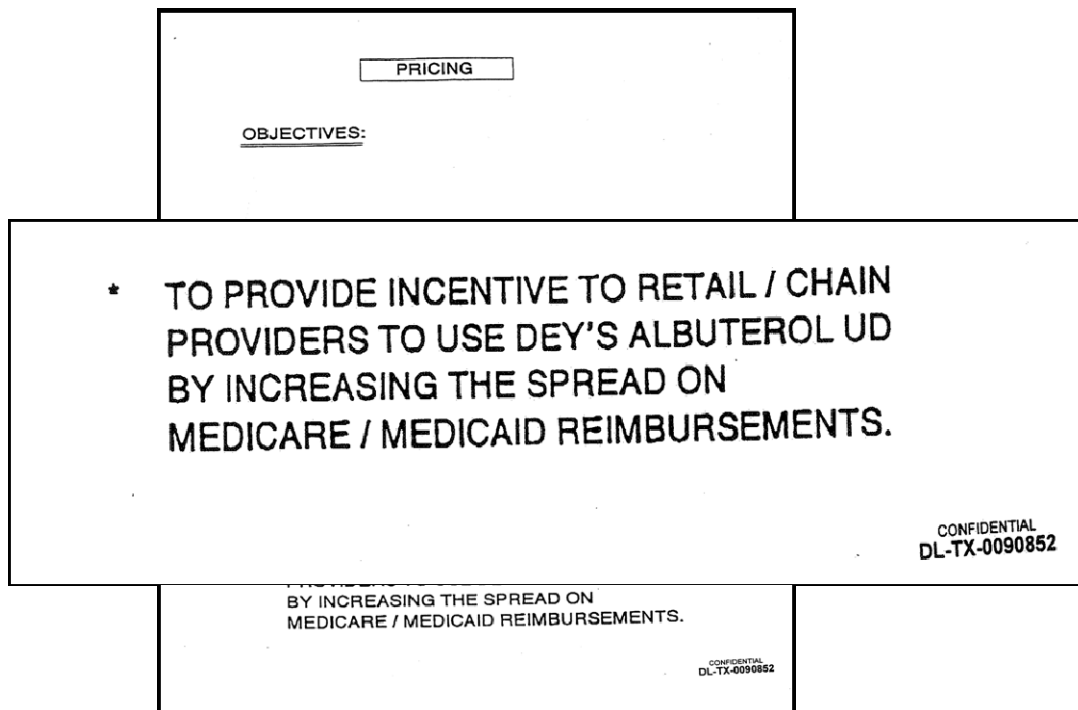 PRICING
OBJECTIVES:
* TO PROVIDE INCENTIVE TO RETAIL / CHAIN
PROVIDERS TO USE DEY'S ALBUTEROL UD
BY INCREASING THE SPREAD ON
MEDICARE / MEDICAID REIMBURSEMENTS.
CONFIDENTIAL
DL-TX-0090852
BY INCREASING THE SPREAD ON
MEDICARE / MEDICAID REIMBURSEMENTS.
CONFIDENTIAL
DL-TX-0090852